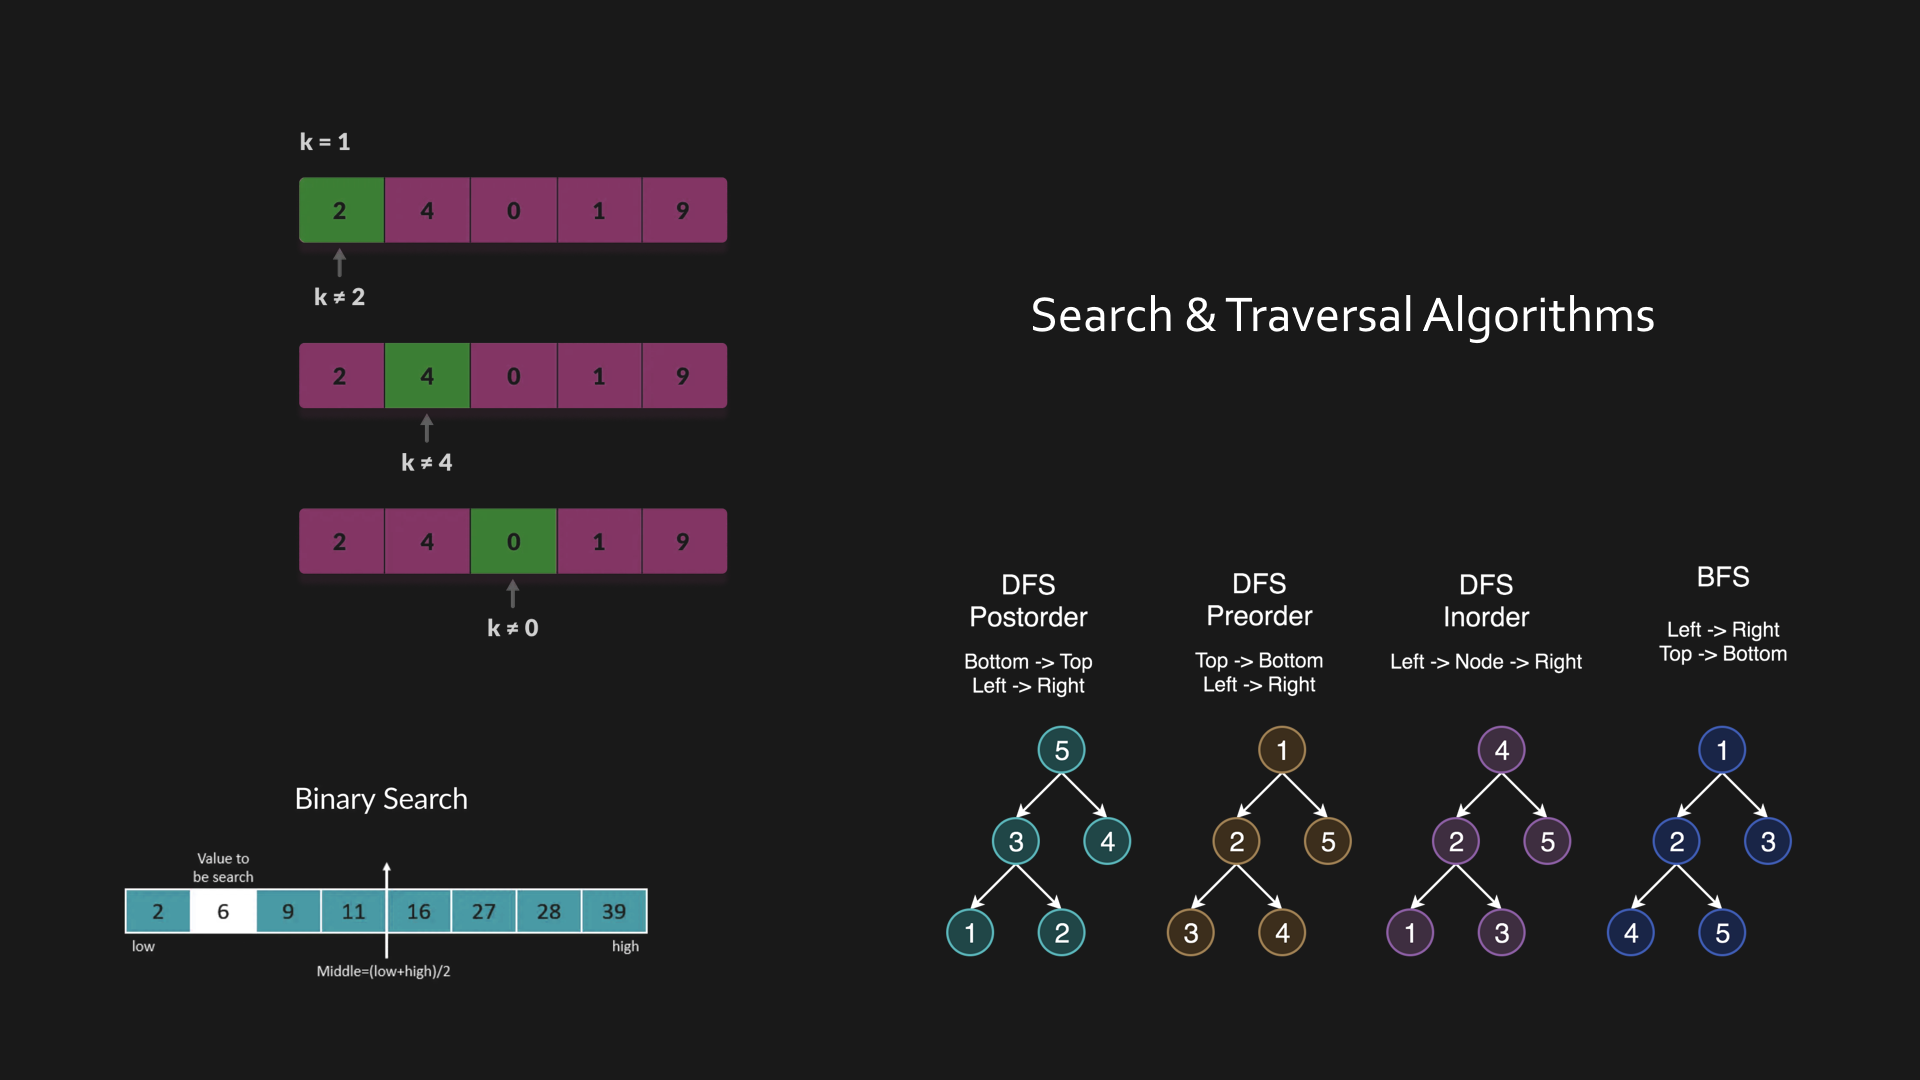 k = 1
2 4 0 1 9
k ≠ 2
2 4 0 1 9
k ≠ 4
2 4 0 1 9
k ≠ 0
Binary Search
Value to
be search
2 6 9 11 16 27 28 39
low high
Middle=(low+high)/2
Search & Traversal Algorithms
DFS
Postorder
Bottom -> Top
Left -> Right
5
3 4
1 2
DFS
Preorder
Top -> Bottom
Left -> Right
1
2 5
3 4
DFS
Inorder
Left -> Node -> Right
4
2 5
1 3
BFS
Left -> Right
Top -> Bottom
1
2 3
4 5